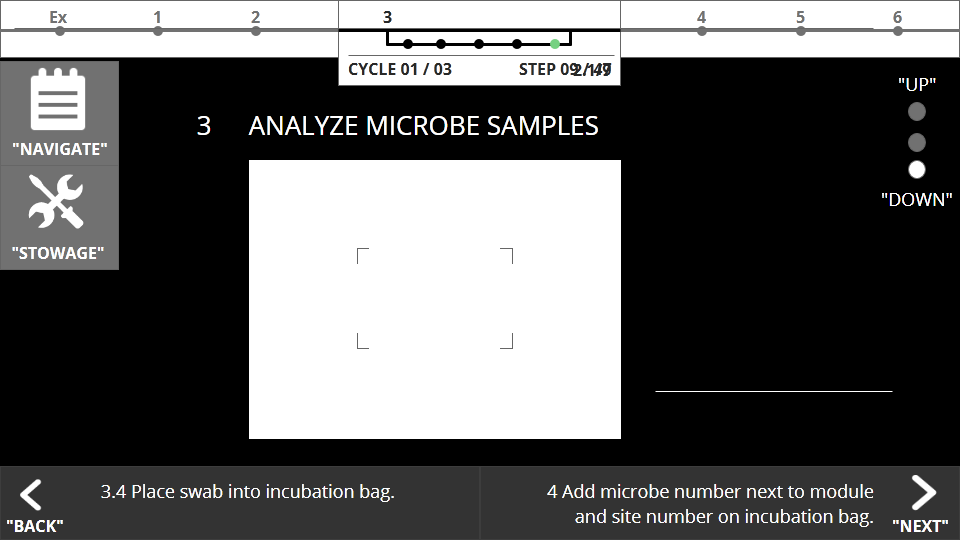 Ex 1 2 3 4 5 6
CYCLE 01 / 03 STEP 09 / 49
"NAVIGATE"
"STOWAGE"
"UP"
"DOWN"
3 ANALYZE MICROBE SAMPLES
"BACK"
3.4 Place swab into incubation bag.
4 Add microbe number next to module
and site number on incubation bag.
"NEXT"